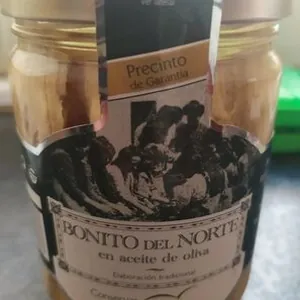 Precinto
de Garantía
BONITO DEL NORTE
en aceite de oliva
Elaboración tradicional